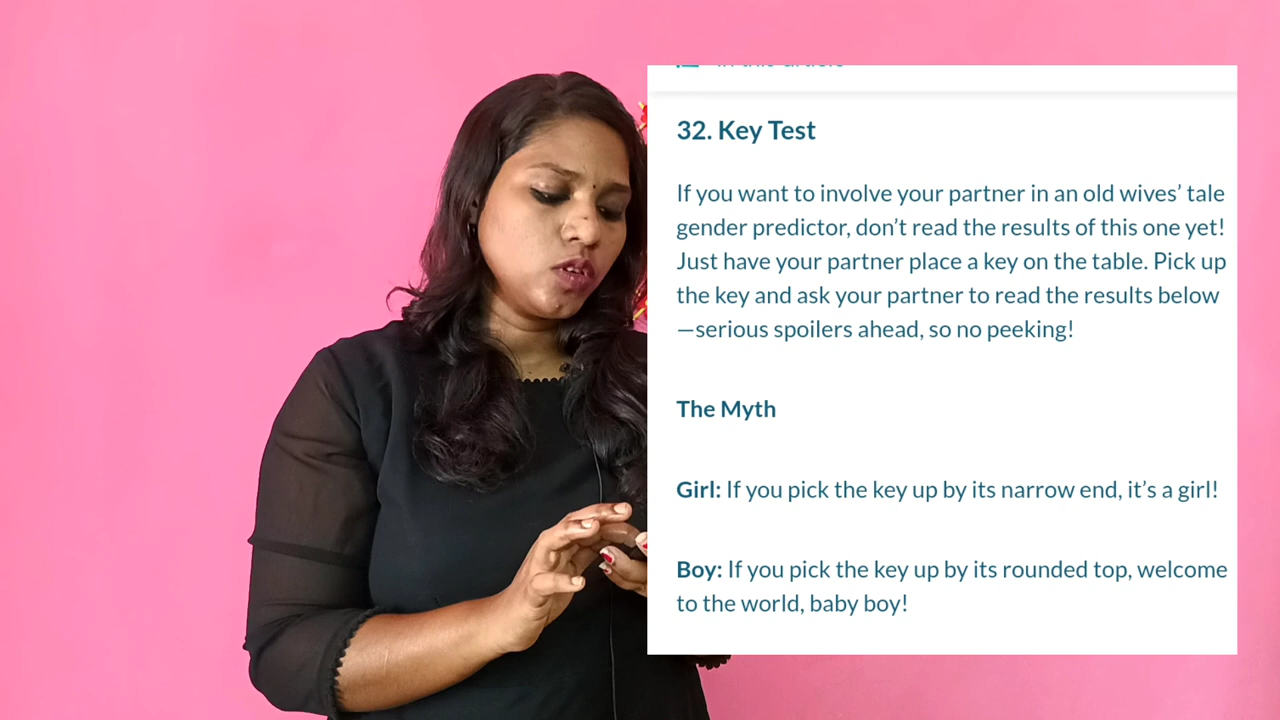 32. Key Test
If you want to involve your partner in an old wives’ tale
gender predictor, don’t read the results of this one yet!
Just have your partner place a key on the table. Pick up
the key and ask your partner to read the results below
—serious spoilers ahead, so no peeking!
The Myth
Girl: If you pick the key up by its narrow end, it’s a girl!
Boy: If you pick the key up by its rounded top, welcome
to the world, baby boy!